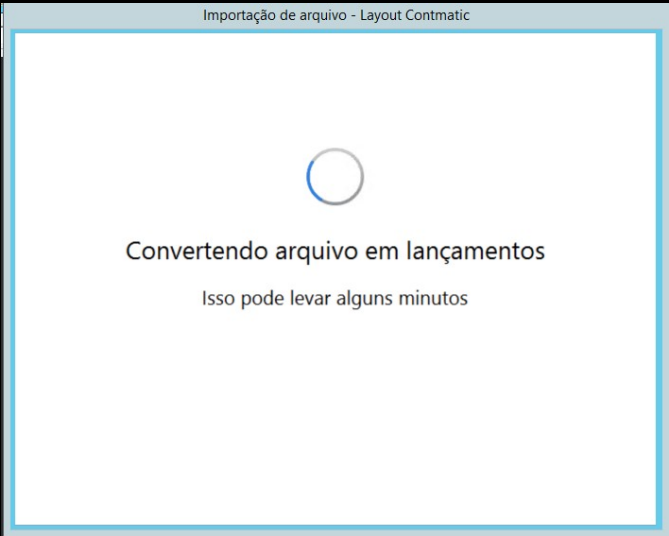 Importação de arquivo - Layout Contmatic
Convertendo arquivo em lançamentos
Isso pode levar alguns minutos